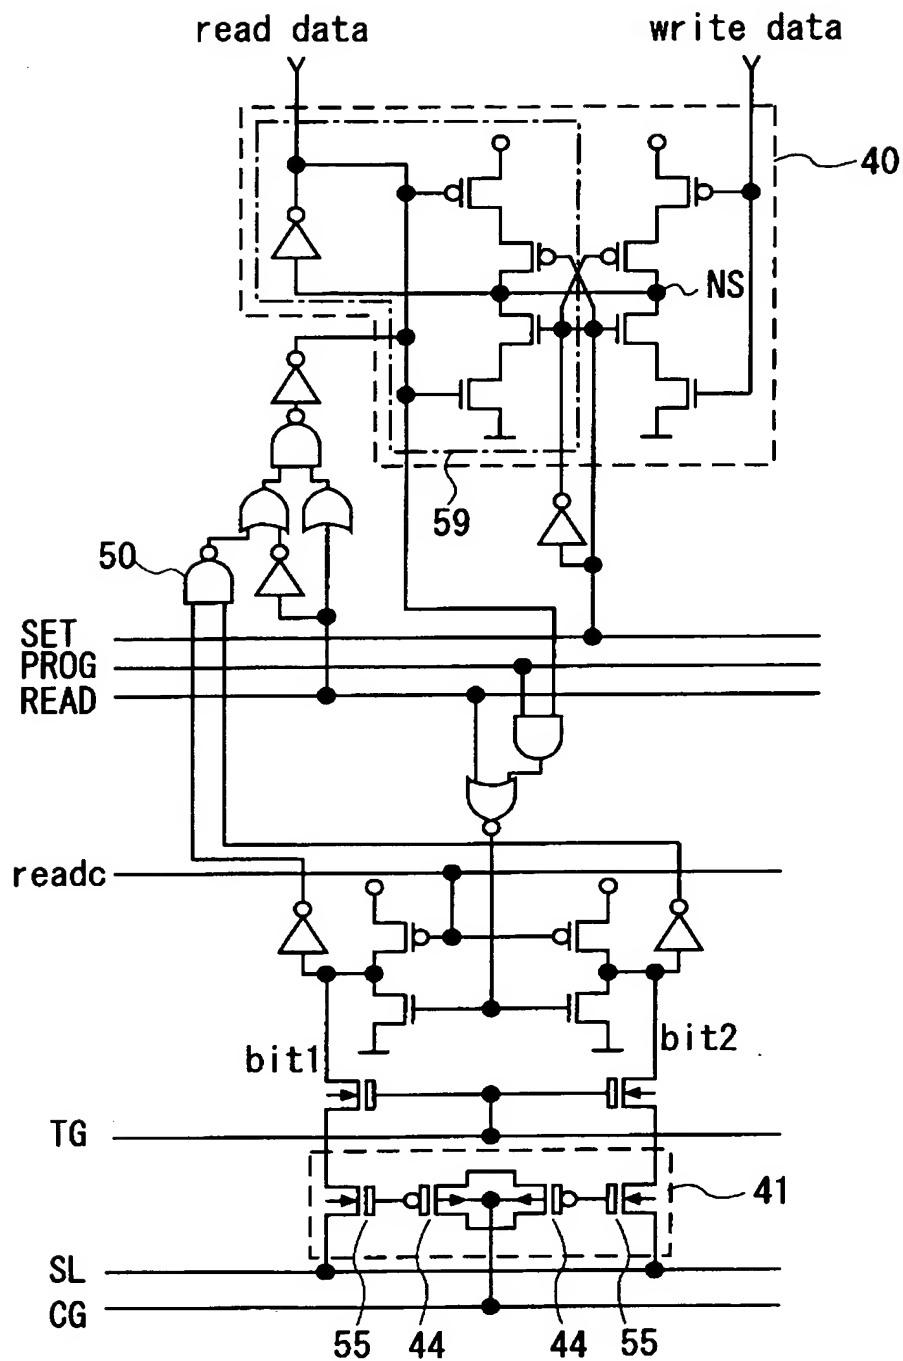 read data
write data
40
NS
59
50
SET
PROG
READ
readc
bit1
bit2
TG
41
SL
CG
55
44
44
55